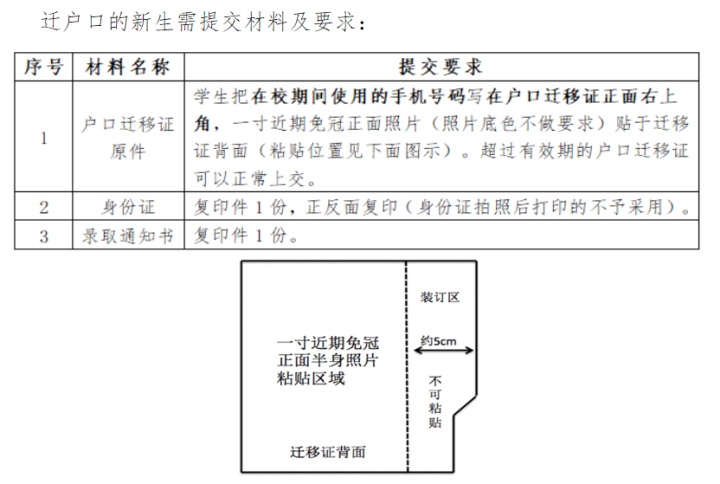 迁户口的新生需提交材料及要求：
序号 材料名称 提交要求
1 户口迁移证原件 学生把在校期间使用的手机号码写在户口迁移证正面右上
角，一寸近期免冠正面照片（照片底色不做要求）贴于迁移
证背面（粘贴位置见下面图示）。超过有效期的户口迁移证
可以正常上交。
2 身份证 复印件 1 份，正反面复印（身份证拍照后打印的不予采用）。
3 录取通知书 复印件 1 份。
装订区
约5cm
一寸近期免冠
正面半身照片
粘贴区域
不可粘贴
迁移证背面